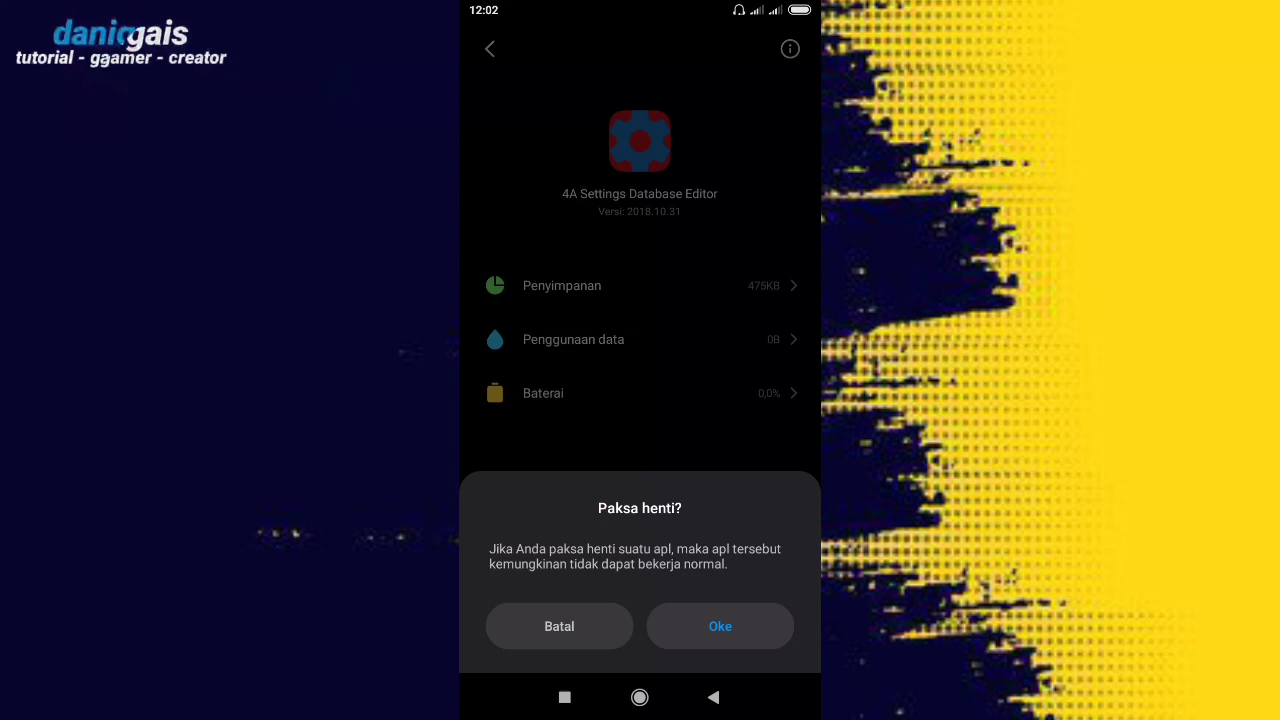 daniqgais
tutorial - ggamer - creator
12:02
4A Settings Database Editor
Versi: 2018.10.31
Penyimpanan 475KB
Penggunaan data 0B
Baterai 0,0%
Paksa henti?
Jika Anda paksa henti suatu apl, maka apl tersebut
kemungkinan tidak dapat bekerja normal.
Batal Oke